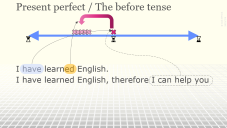 Present perfect / The before tense
I have learned English.
I have learned English, therefore I can help you